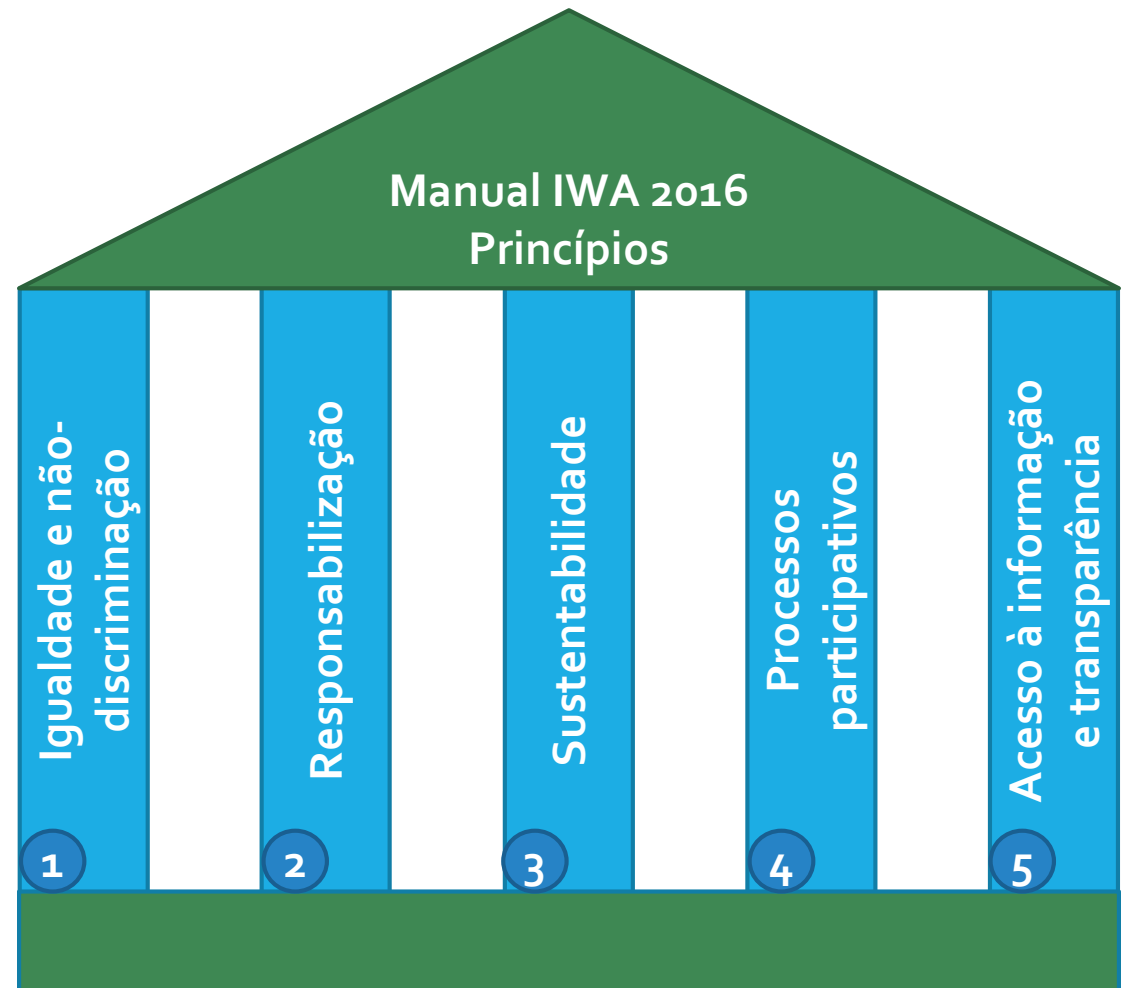 Manual IWA 2016
Princípios
Igualdade e não-
discriminação
Responsabilização
Sustentabilidade
Processos
participativos
Acesso à informação
e transparência
1
2
3
4
5